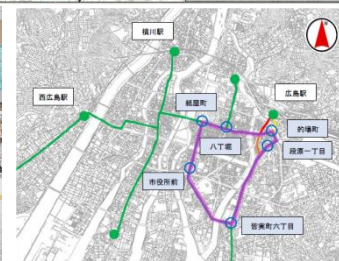 横川駅
西広島駅
紙屋町
広島駅
的場町
八丁堀
段原一丁目
市役所前
皆実町六丁目